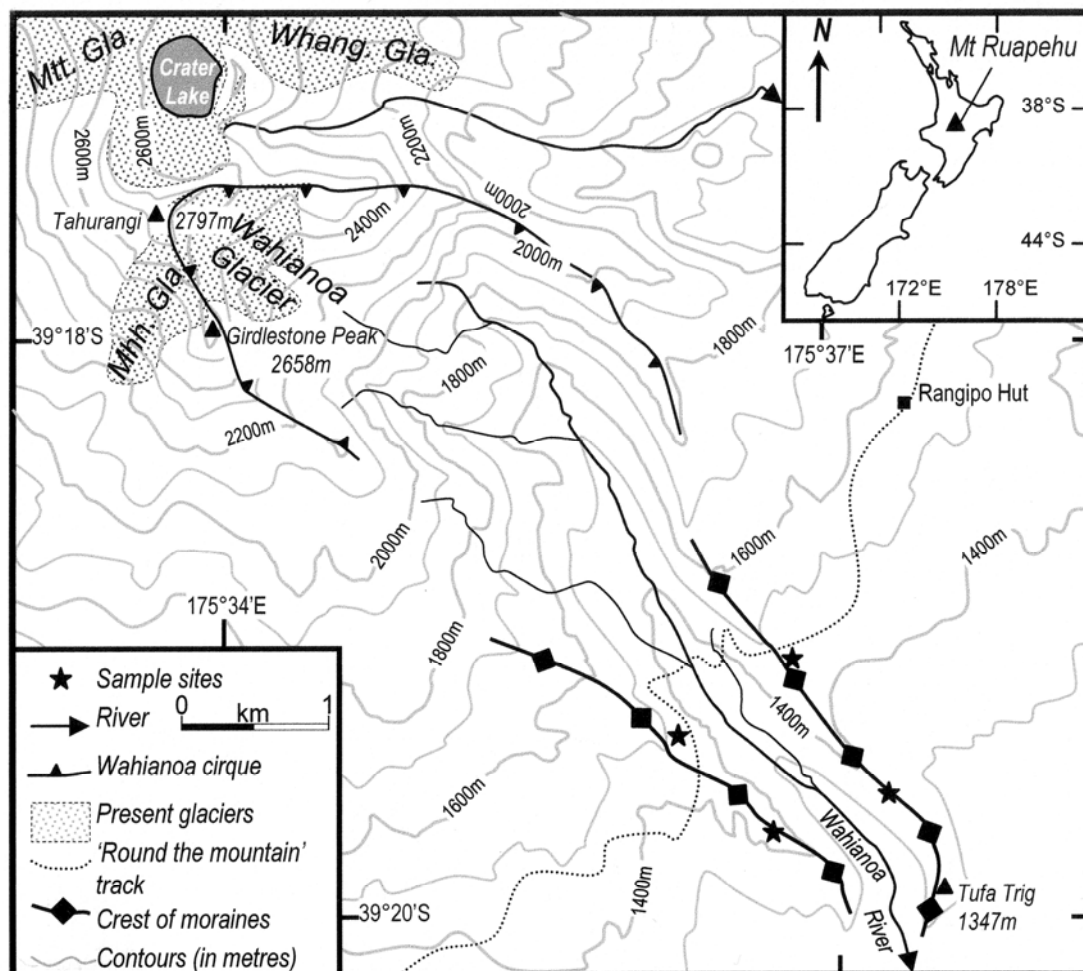 Mtt. Gla.
Whang. Gla.
Crater
Lake
2600m
2600m
2200m
2000m
2400m
2000m
Tahurangi
2797m
Wahianoa
Glacier
Mhh. Gla.
Girdlestone Peak
2658m
39°18'S
1800m
1800m
2200m
2000m
N
Mt Ruapehu
38°S
44°S
172°E
178°E
175°37'E
Rangipo Hut
1600m
1400m
175°34'E
1800m
1400m
1600m
1400m
Wahianoa
River
Tufa Trig
1347m
39°20'S
Sample sites
River
0 km 1
Wahianoa cirque
Present glaciers
'Round the mountain'
track
Crest of moraines
Contours (in metres)